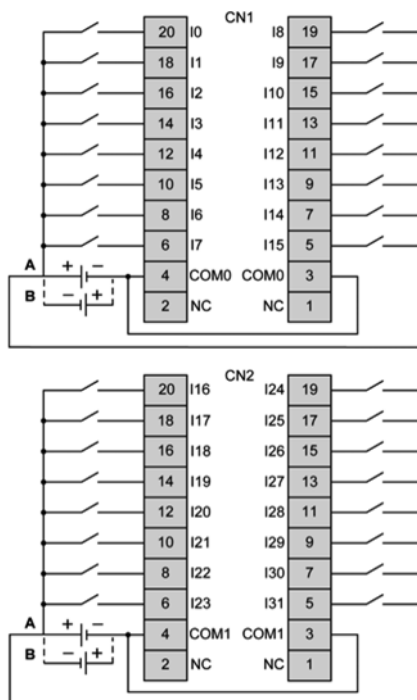 CN1
20 I0 I8 19
18 I1 I9 17
16 I2 I10 15
14 I3 I11 13
12 I4 I12 11
10 I5 I13 9
8 I6 I14 7
6 I7 I15 5
A + − 4 COM0 COM0 3
B − + 2 NC NC 1
CN2
20 I16 I24 19
18 I17 I25 17
16 I18 I26 15
14 I19 I27 13
12 I20 I28 11
10 I21 I29 9
8 I22 I30 7
6 I23 I31 5
A + − 4 COM1 COM1 3
B − + 2 NC NC 1